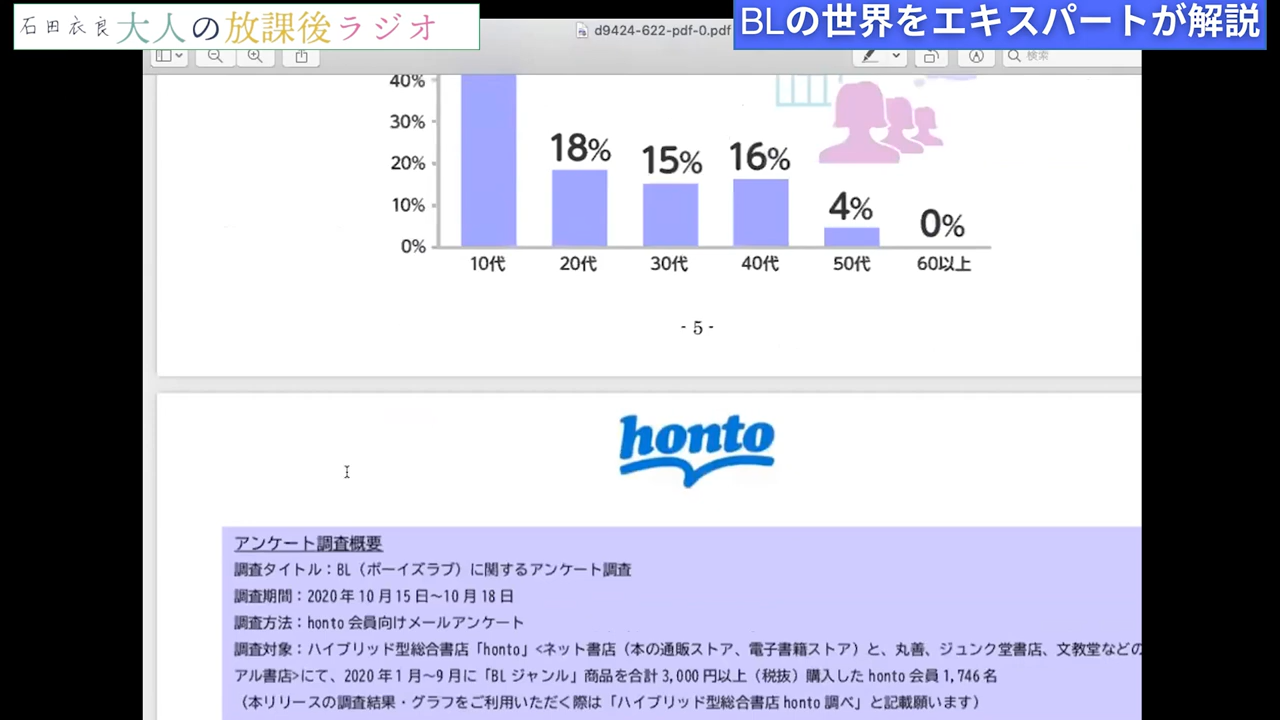 石田衣良 大人の放課後ラジオ
BLの世界をエキスパートが解説
d9424-622-pdf-0.pdf
検索
40%
30%
20%
10%
0%
18%
15%
16%
4%
0%
10代 20代 30代 40代 50代 60以上
- 5 -
honto
アンケート調査概要
調査タイトル：BL（ボーイズラブ）に関するアンケート調査
調査期間：2020年10月15日～10月18日
調査方法：honto会員向けメールアンケート
調査対象：ハイブリッド型総合書店「honto」<ネット書店（本の通販ストア、電子書籍ストア）と、丸善、ジュンク堂書店、文教堂などの
アル書店>にて、2020年1月～9月に「BLジャンル」商品を合計3,000円以上（税抜）購入したhonto会員1,746名
（本リリースの調査結果・グラフをご利用いただく際は「ハイブリッド型総合書店honto調べ」と記載願います）